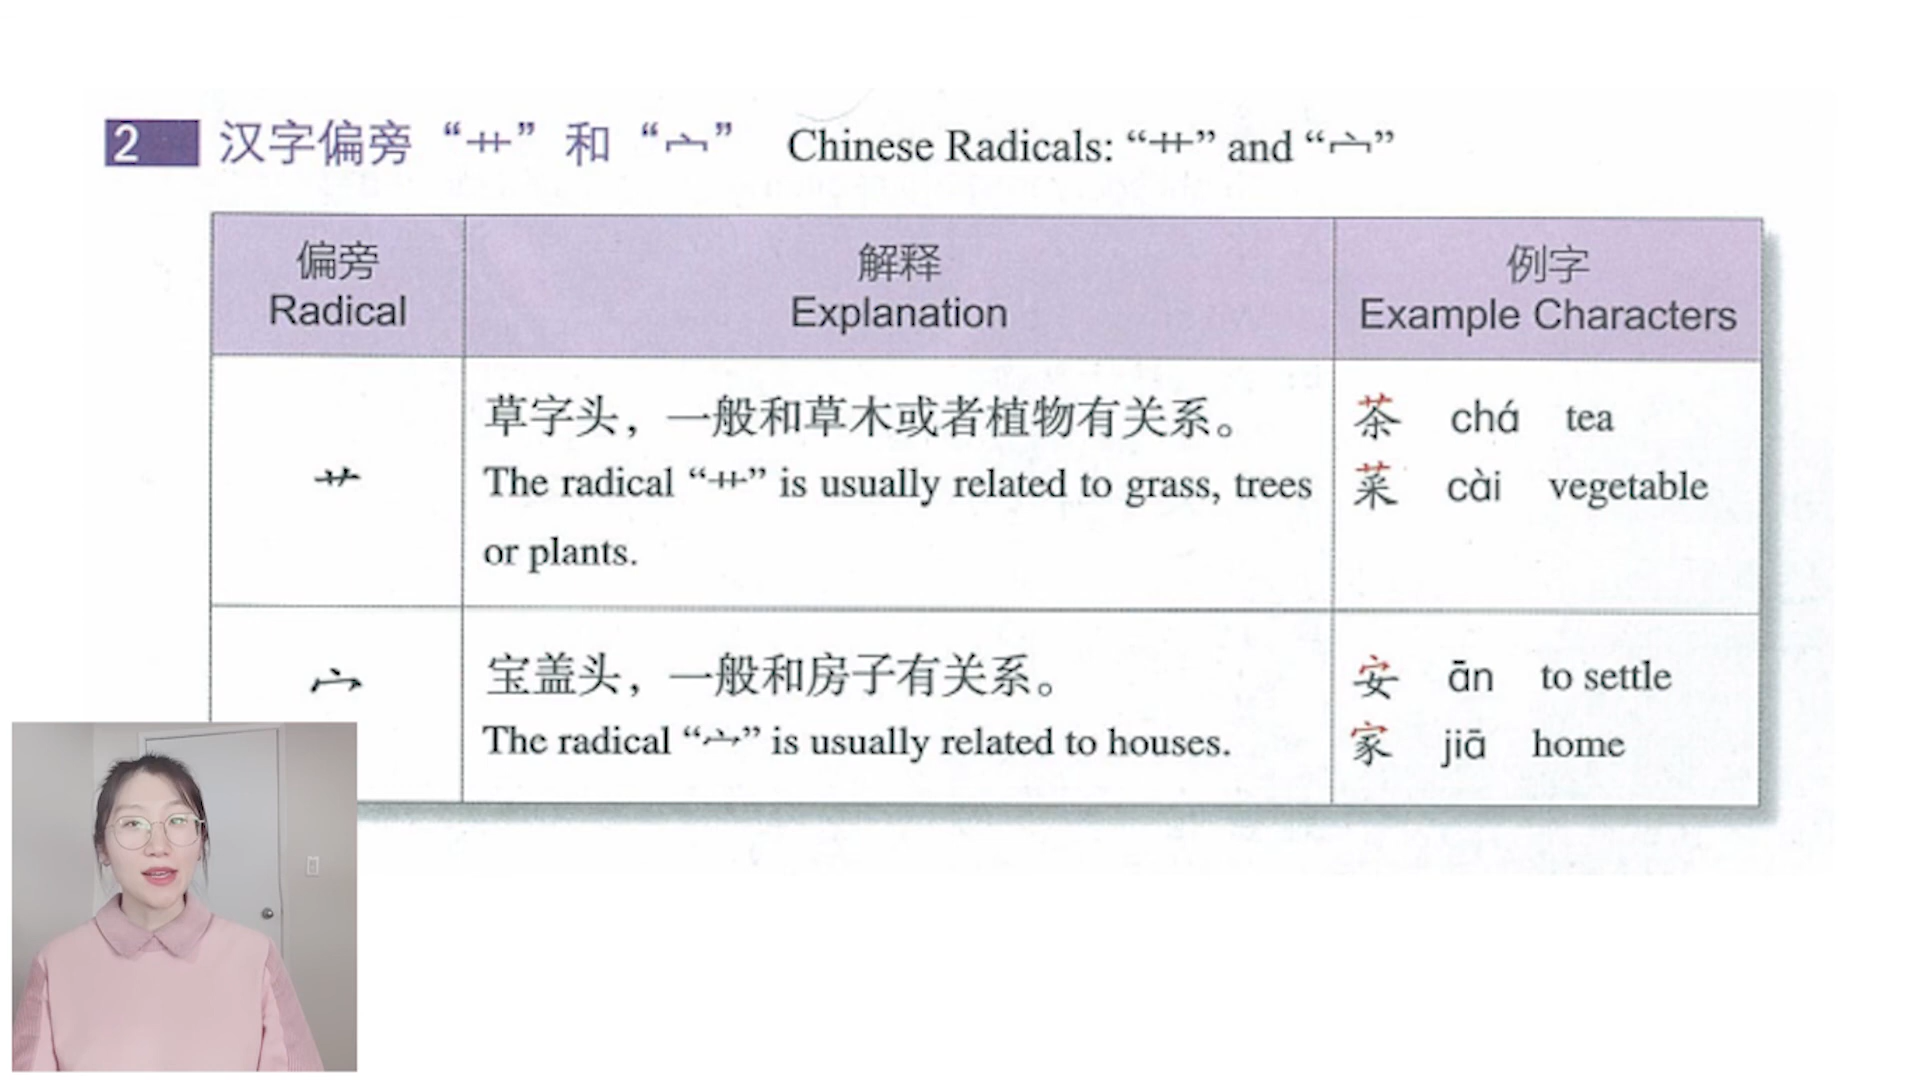 2 汉字偏旁“艹”和“宀” Chinese Radicals: “艹” and “宀”
偏旁 解释 例字
Radical Explanation Example Characters
艹
草字头，一般和草木或者植物有关系。
The radical “艹” is usually related to grass, trees
or plants.
茶 chá tea
菜 cài vegetable
宀
宝盖头，一般和房子有关系。
The radical “宀” is usually related to houses.
安 ān to settle
家 jiā home